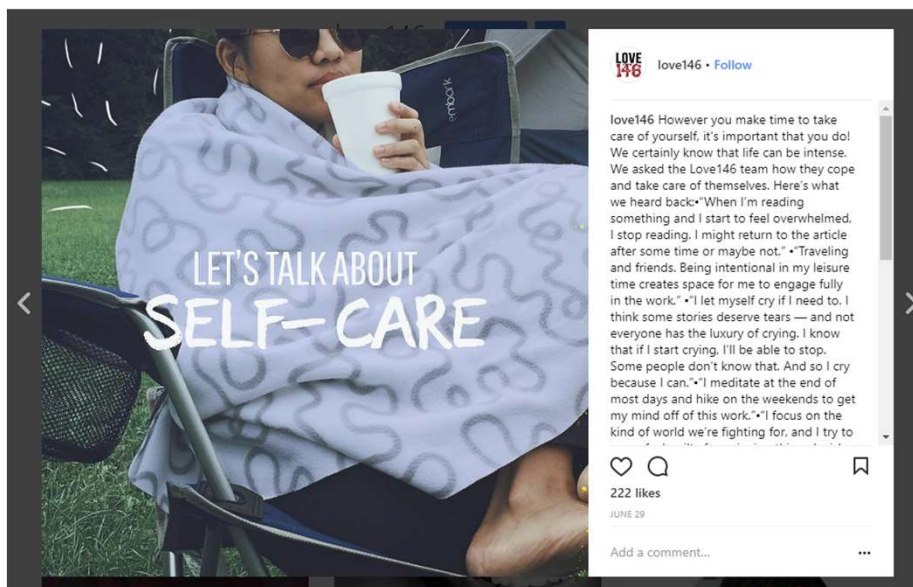 embark
LET'S TALK ABOUT
SELF-CARE
LOVE
146
love146 • Follow
love146 However you make time to take
care of yourself, it's important that you do!
We certainly know that life can be intense.
We asked the Love146 team how they cope
and take care of themselves. Here's what
we heard back:•"When I'm reading
something and I start to feel overwhelmed,
I stop reading. I might return to the article
after some time or maybe not." •"Traveling
and friends. Being intentional in my leisure
time creates space for me to engage fully
in the work." •"I let myself cry if I need to. I
think some stories deserve tears — and not
everyone has the luxury of crying. I know
that if I start crying, I'll be able to stop.
Some people don't know that. And so I cry
because I can."•"I meditate at the end of
most days and hike on the weekends to get
my mind off of this work."•"I focus on the
kind of world we're fighting for, and I try to
222 likes
JUNE 29
Add a comment...